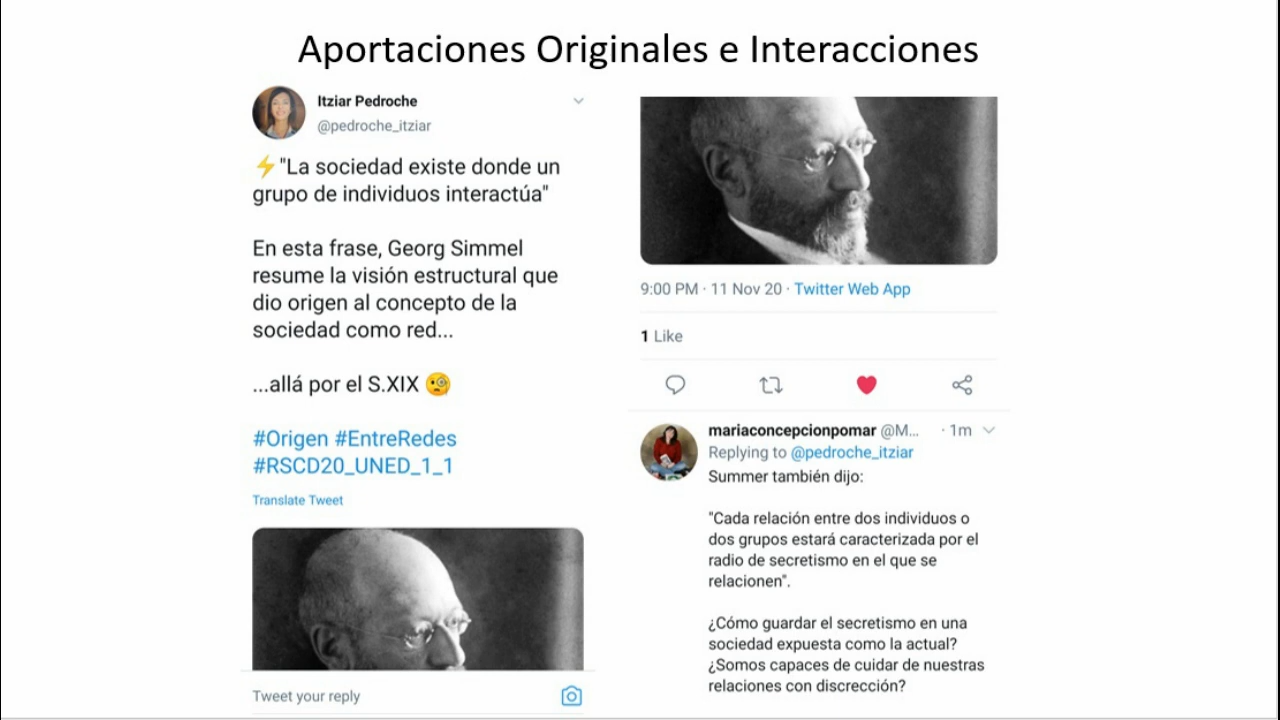 Aportaciones Originales e Interacciones
Itziar Pedroche
@pedroche_itziar
⚡"La sociedad existe donde un
grupo de individuos interactúa"
En esta frase, Georg Simmel
resume la visión estructural que
dio origen al concepto de la
sociedad como red...
...allá por el S.XIX 🧐
#Origen #EntreRedes
#RSCD20_UNED_1_1
Translate Tweet
Tweet your reply
9:00 PM · 11 Nov 20 · Twitter Web App
1 Like
mariaconcepcionpomar @M... · 1m
Replying to @pedroche_itziar
Summer también dijo:
"Cada relación entre dos individuos o
dos grupos estará caracterizada por el
radio de secretismo en el que se
relacionen".
¿Cómo guardar el secretismo en una
sociedad expuesta como la actual?
¿Somos capaces de cuidar de nuestras
relaciones con discrección?